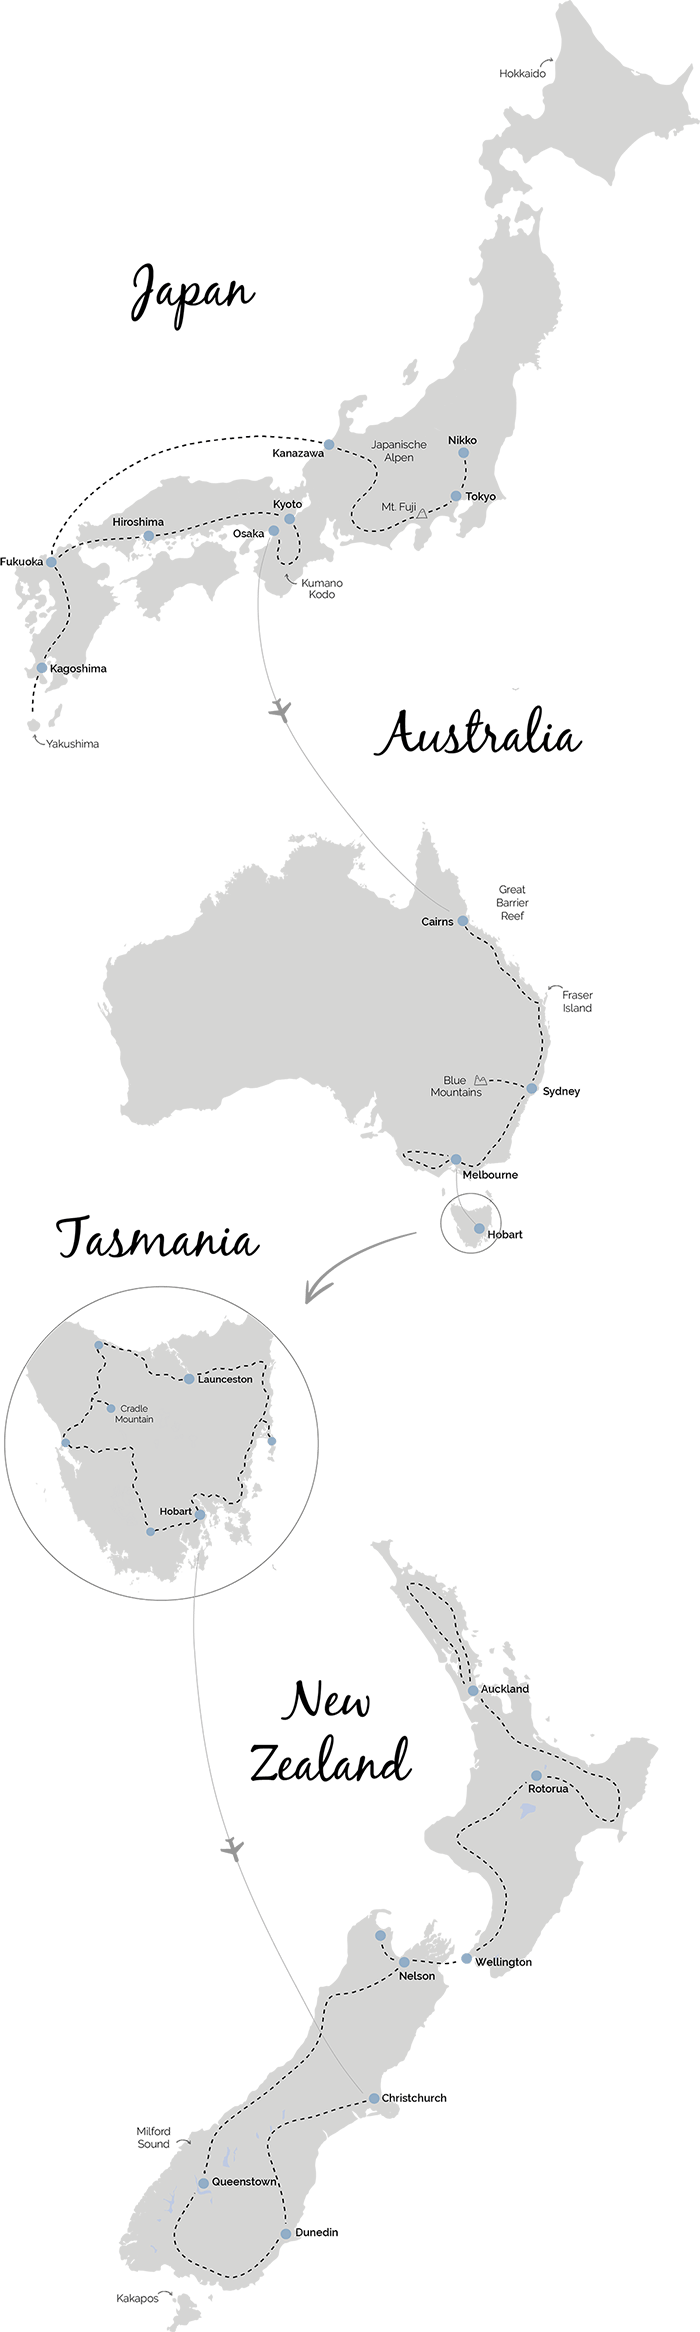 Hokkaido
Japan
Nikko
Japanische
Alpen
Kanazawa
Tokyo
Mt. Fuji
Kyoto
Hiroshima
Osaka
Fukuoka
Kumano
Kodo
Kagoshima
Yakushima
Australia
Great
Barrier
Reef
Cairns
Fraser
Island
Blue
Mountains
Sydney
Melbourne
Hobart
Tasmania
Launceston
Cradle
Mountain
Hobart
New
Zealand
Auckland
Rotorua
Wellington
Nelson
Christchurch
Milford
Sound
Queenstown
Dunedin
Kakapos